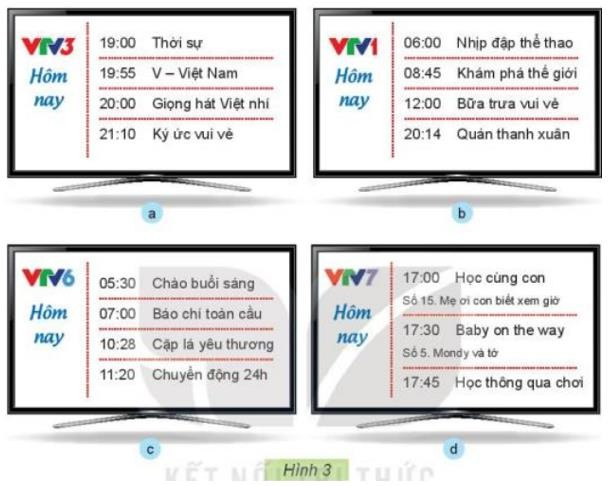 VTV3
Hôm nay
19:00 Thời sự
19:55 V – Việt Nam
20:00 Giọng hát Việt nhí
21:10 Ký ức vui vẻ
a
VTV1
Hôm nay
06:00 Nhịp đập thể thao
08:45 Khám phá thế giới
12:00 Bữa trưa vui vẻ
20:14 Quán thanh xuân
b
VTV6
Hôm nay
05:30 Chào buổi sáng
07:00 Báo chí toàn cầu
10:28 Cặp lá yêu thương
11:20 Chuyển động 24h
c
VTV7
Hôm nay
17:00 Học cùng con
Số 15. Mẹ ơi con biết xem giờ
17:30 Baby on the way
Số 5. Mondy và tớ
17:45 Học thông qua chơi
d
Hình 3
KẾT NỐI TRI THỨC